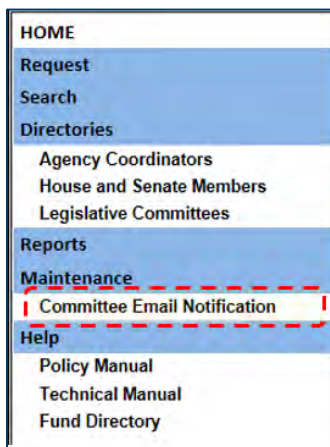 HOME
Request
Search
Directories
Agency Coordinators
House and Senate Members
Legislative Committees
Reports
Maintenance
Committee Email Notification
Help
Policy Manual
Technical Manual
Fund Directory